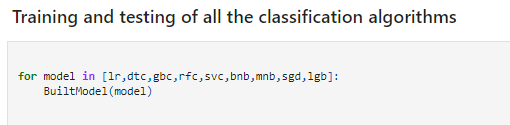 Training and testing of all the classification algorithms
for model in [lr,dtc,gbc,rfc,svc,bnb,mnb,sgd,lgb]:
    BuiltModel(model)